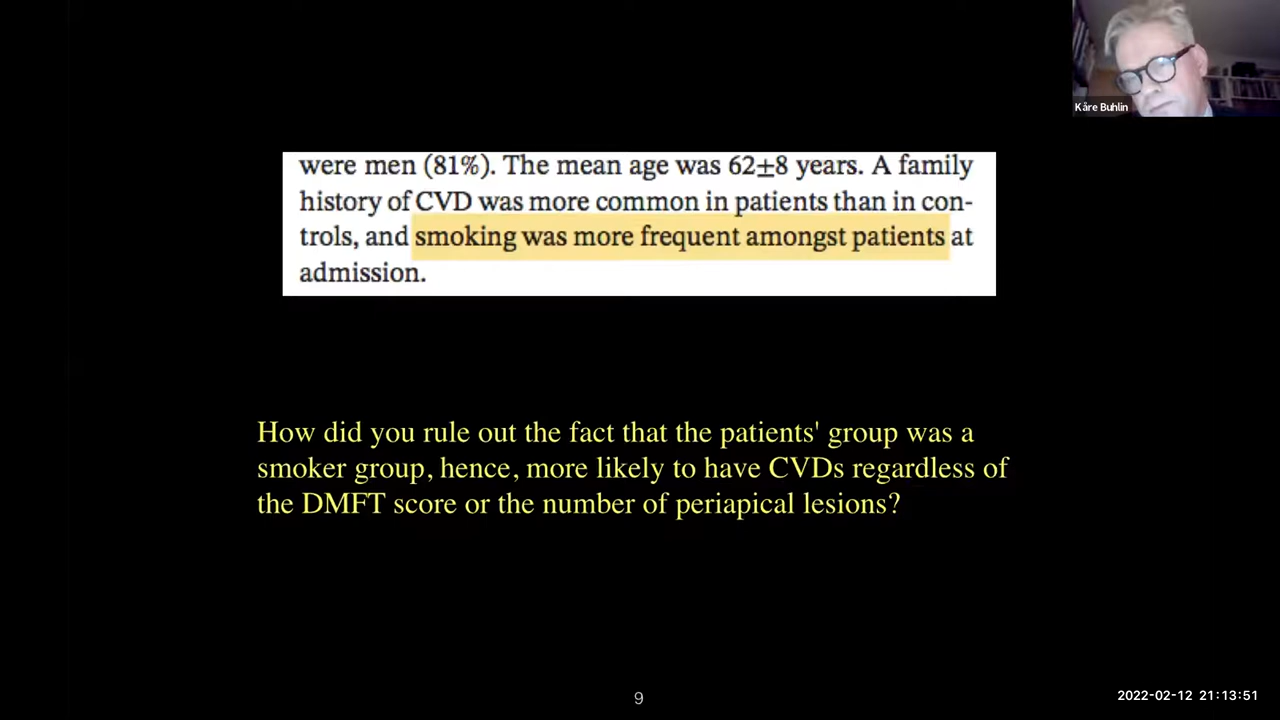 Kåre Buhlin
were men (81%). The mean age was 62±8 years. A family
history of CVD was more common in patients than in con-
trols, and smoking was more frequent amongst patients at
admission.
How did you rule out the fact that the patients' group was a
smoker group, hence, more likely to have CVDs regardless of
the DMFT score or the number of periapical lesions?
9
2022-02-12 21:13:51